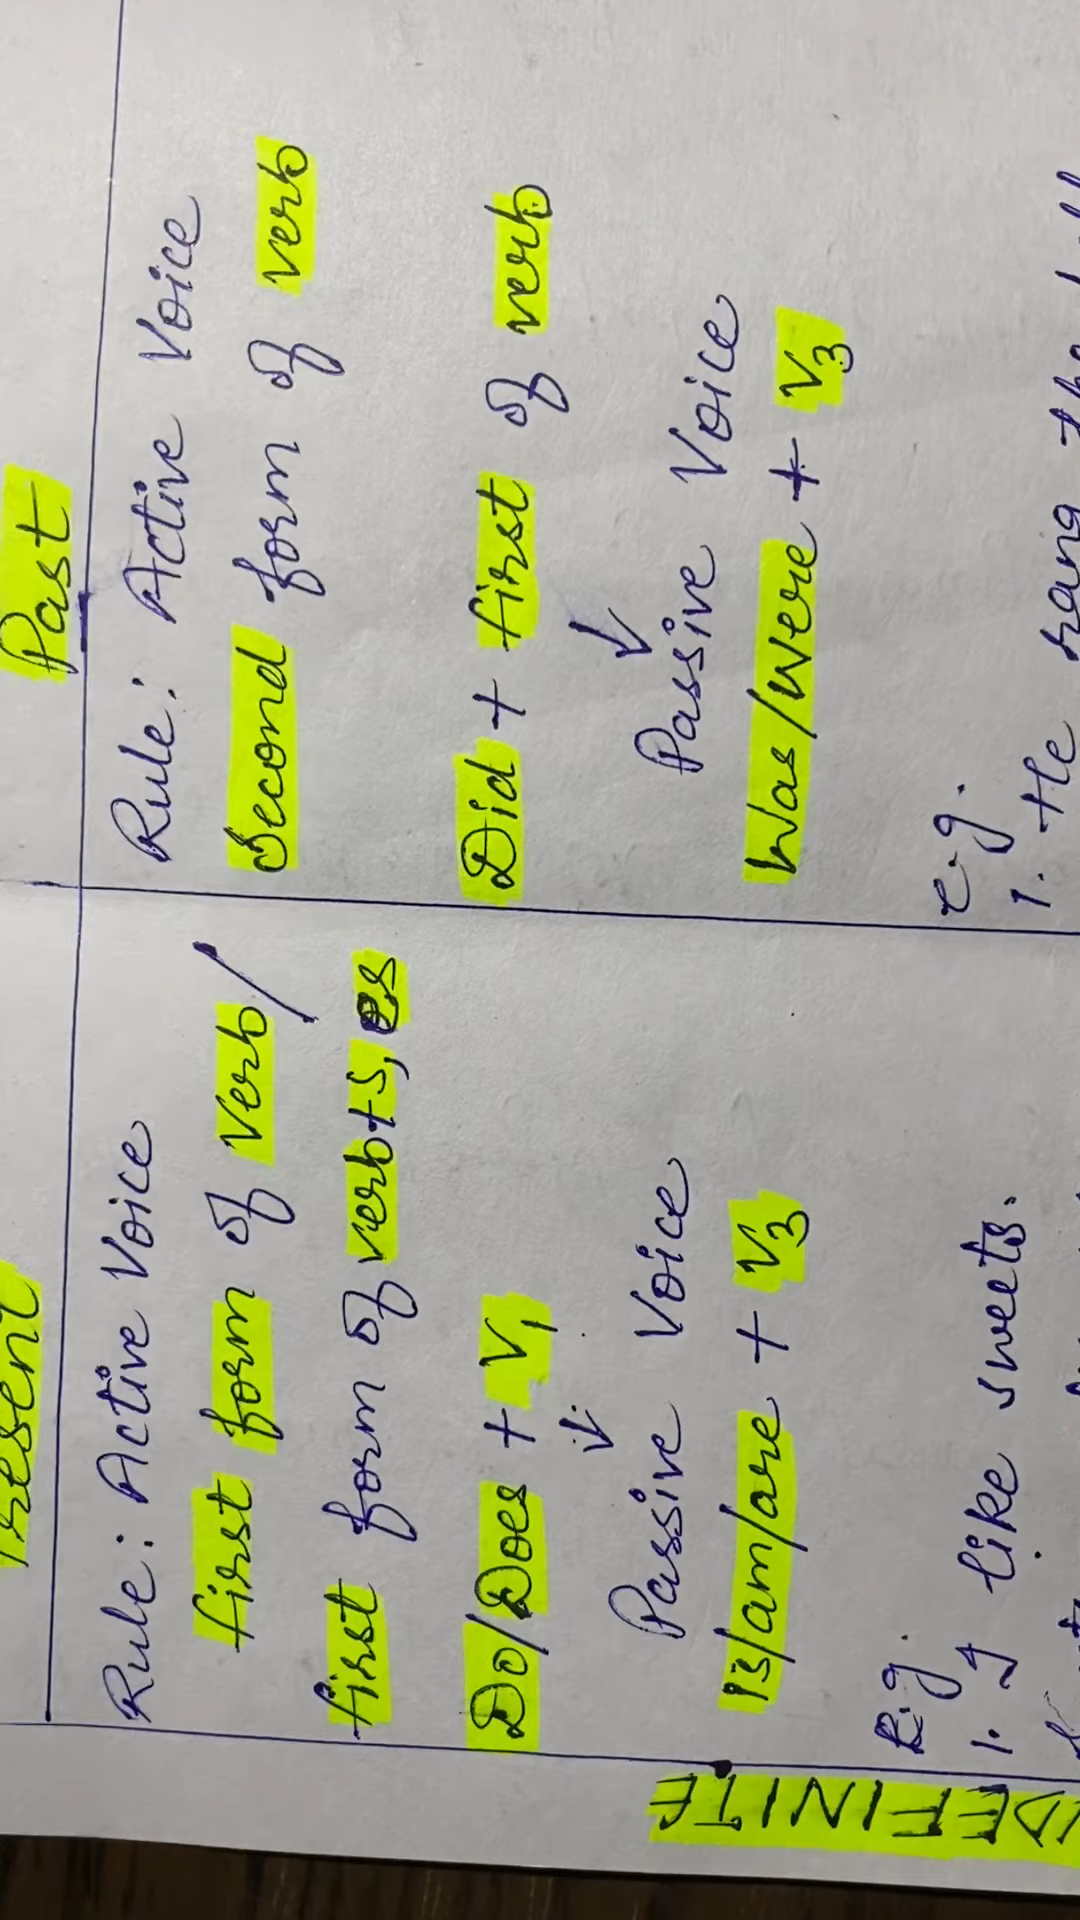 Present
Rule: Active Voice
first form of Verb/
first form of verb+s, es
Do/Does + V1
↓
Passive Voice
is/am/are + V3
E.g.
1. I like sweets.
Past
Rule: Active Voice
Second form of verb
Did + first of verb
↓
Passive Voice
Was/Were + V3
e.g.
1. He rang the
DEFINITE